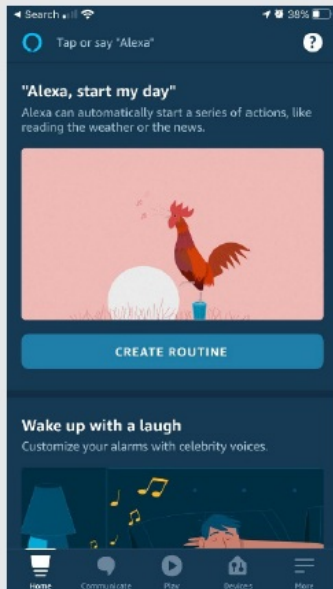 Search
38%
Tap or say "Alexa"
?
"Alexa, start my day"
Alexa can automatically start a series of actions, like
reading the weather or the news.
CREATE ROUTINE
Wake up with a laugh
Customize your alarms with celebrity voices.
Home Communicate Play Devices More